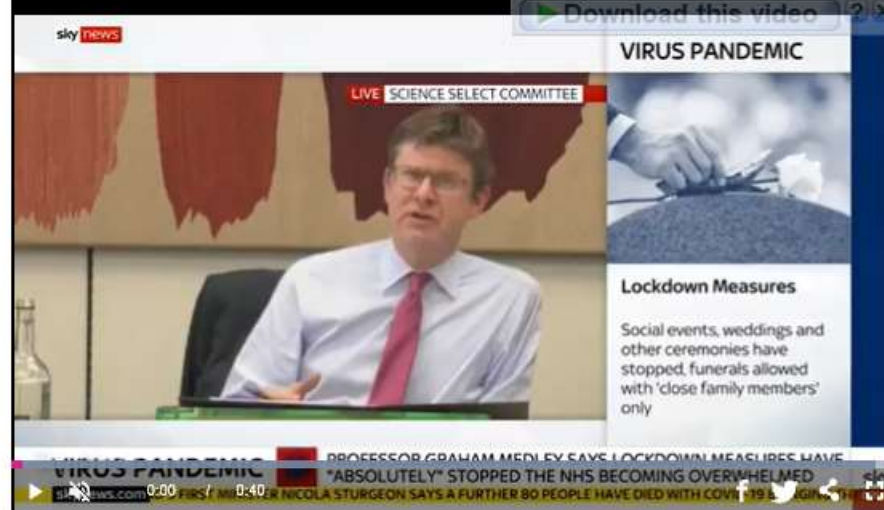 Download this video ?
sky news
VIRUS PANDEMIC
LIVE SCIENCE SELECT COMMITTEE
Lockdown Measures
Social events, weddings and
other ceremonies have
stopped, funerals allowed
with 'close family members'
only
VIRUS PANDEMIC
PROFESSOR GRAHAM MEDLEY SAYS LOCKDOWN MEASURES HAVE
"ABSOLUTELY" STOPPED THE NHS BECOMING OVERWHELMED
0:00 / 0:40
NICOLA STURGEON SAYS A FURTHER 80 PEOPLE HAVE DIED WITH